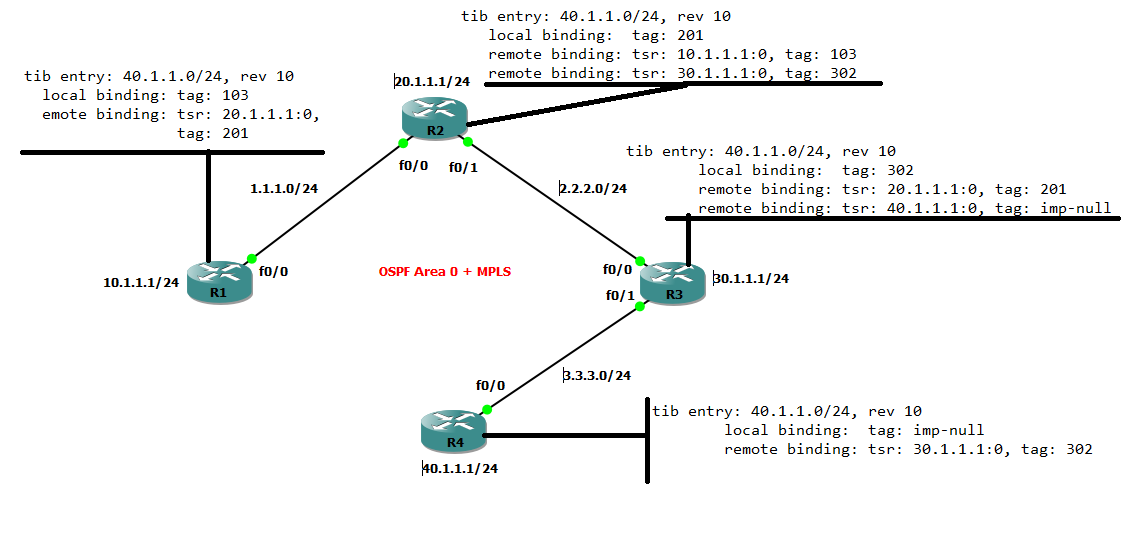 tib entry: 40.1.1.0/24, rev 10
local binding: tag: 201
remote binding: tsr: 10.1.1.1:0, tag: 103
remote binding: tsr: 30.1.1.1:0, tag: 302
tib entry: 40.1.1.0/24, rev 10
local binding: tag: 103
emote binding: tsr: 20.1.1.1:0,
tag: 201
20.1.1.1/24
R2
f0/0
f0/1
1.1.1.0/24
2.2.2.0/24
tib entry: 40.1.1.0/24, rev 10
local binding: tag: 302
remote binding: tsr: 20.1.1.1:0, tag: 201
remote binding: tsr: 40.1.1.1:0, tag: imp-null
10.1.1.1/24
R1
f0/0
OSPF Area 0 + MPLS
f0/0
f0/1
R3
30.1.1.1/24
3.3.3.0/24
f0/0
R4
40.1.1.1/24
tib entry: 40.1.1.0/24, rev 10
local binding: tag: imp-null
remote binding: tsr: 30.1.1.1:0, tag: 302